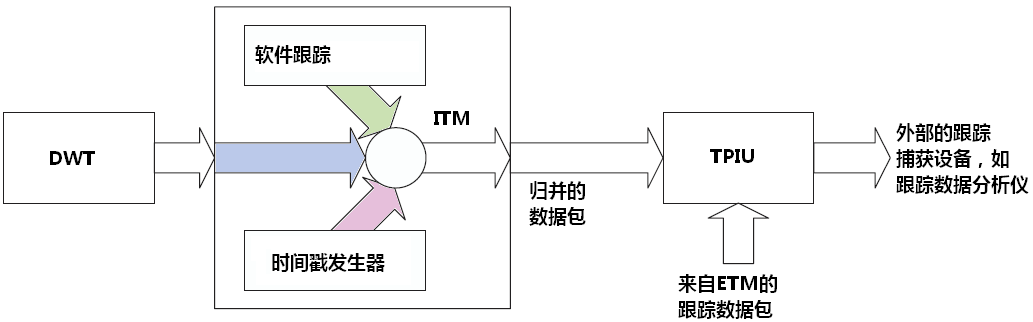 软件跟踪
ITM
DWT
TPIU
外部的跟踪
捕获设备，如
跟踪数据分析仪
归并的
数据包
时间戳发生器
来自ETM的
跟踪数据包